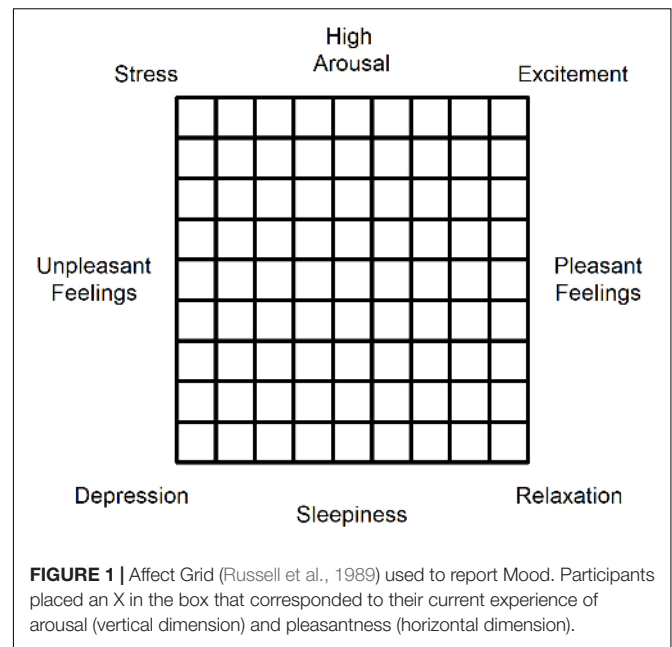 High
Arousal
Stress
Excitement
Unpleasant
Feelings
Pleasant
Feelings
Depression
Sleepiness
Relaxation
FIGURE 1 | Affect Grid (Russell et al., 1989) used to report Mood. Participants
placed an X in the box that corresponded to their current experience of
arousal (vertical dimension) and pleasantness (horizontal dimension).